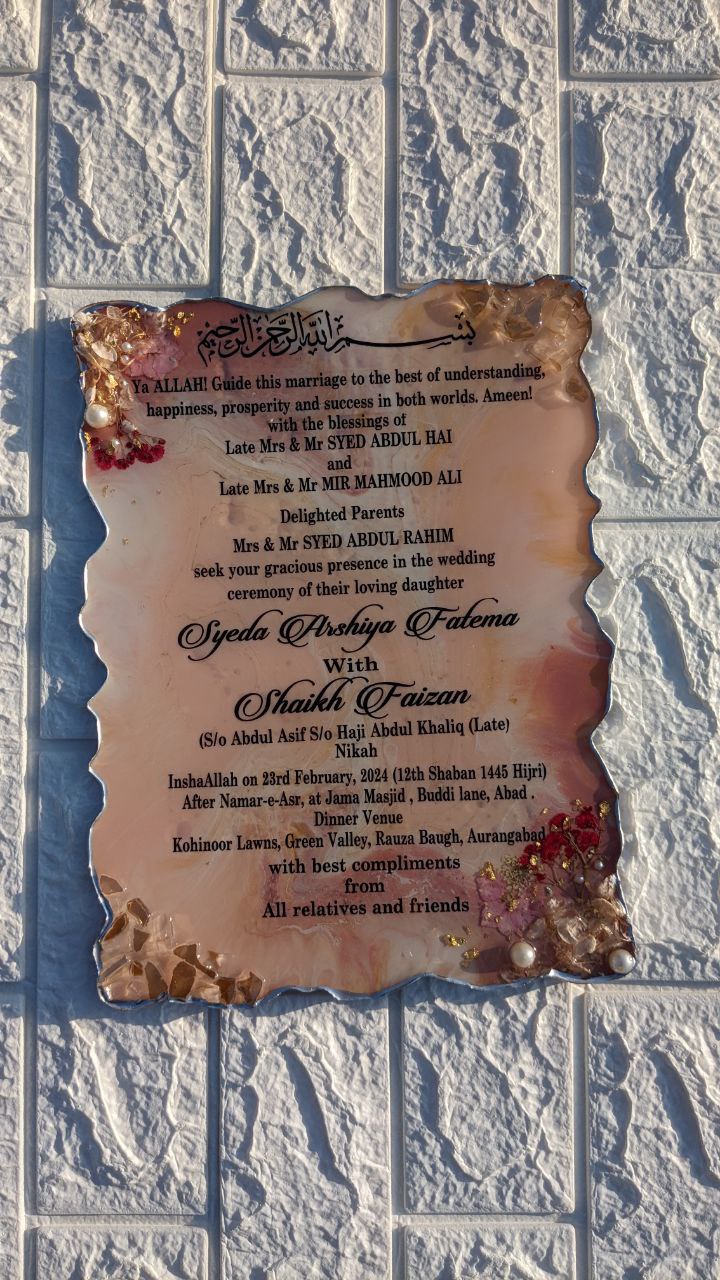 بسم الله الرحمن الرحيم
Ya ALLAH! Guide this marriage to the best of understanding,
happiness, prosperity and success in both worlds. Ameen!
with the blessings of
Late Mrs & Mr SYED ABDUL HAI
and
Late Mrs & Mr MIR MAHMOOD ALI
Delighted Parents
Mrs & Mr SYED ABDUL RAHIM
seek your gracious presence in the wedding
ceremony of their loving daughter
Syeda Arshiya Fatema
With
Shaikh Faizan
(S/o Abdul Asif S/o Haji Abdul Khaliq (Late)
Nikah
InshaAllah on 23rd February, 2024 (12th Shaban 1445 Hijri)
After Namar-e-Asr, at Jama Masjid , Buddi lane, Abad .
Dinner Venue
Kohinoor Lawns, Green Valley, Rauza Baugh, Aurangabad
with best compliments
from
All relatives and friends